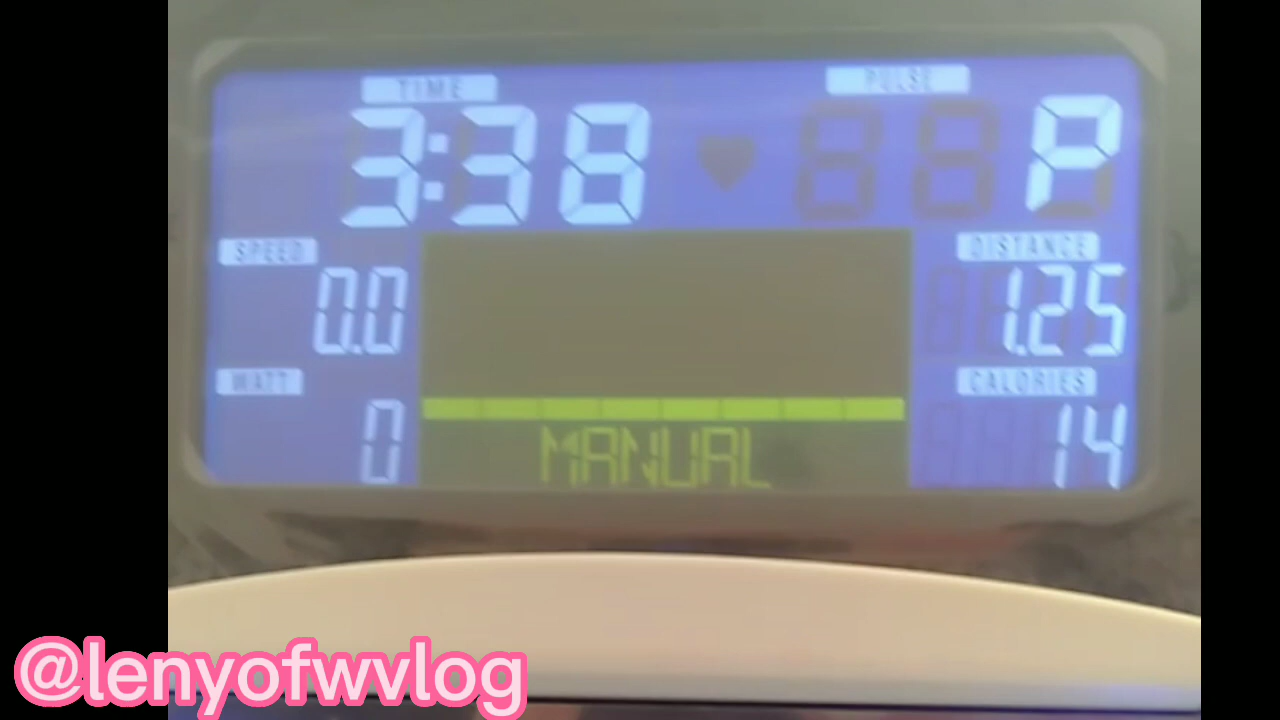 TIME PULSE
3:38 P
SPEED DISTANCE
0.0 1.25
WATT CALORIES
0 14
MANUAL
@lenyofwvlog